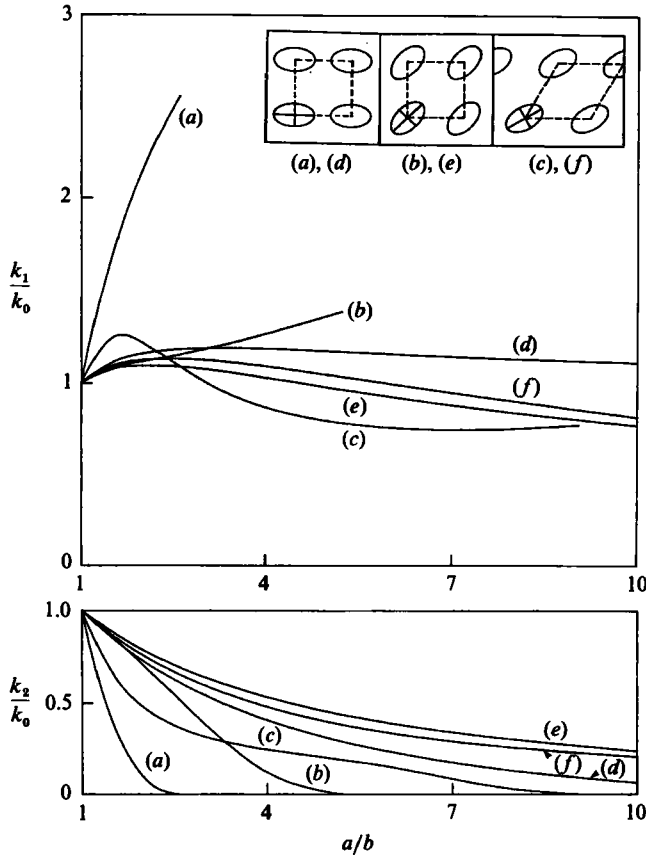 3
(a)
(a), (d)
(b), (e)
(c), (f)
2
k₁
k₀
(b)
(d)
1
(f)
(e)
(c)
0
1
4
7
10
1.0
k₂
k₀
0.5
(e)
(c)
(f)
(d)
(a)
(b)
0
1
4
7
10
a/b